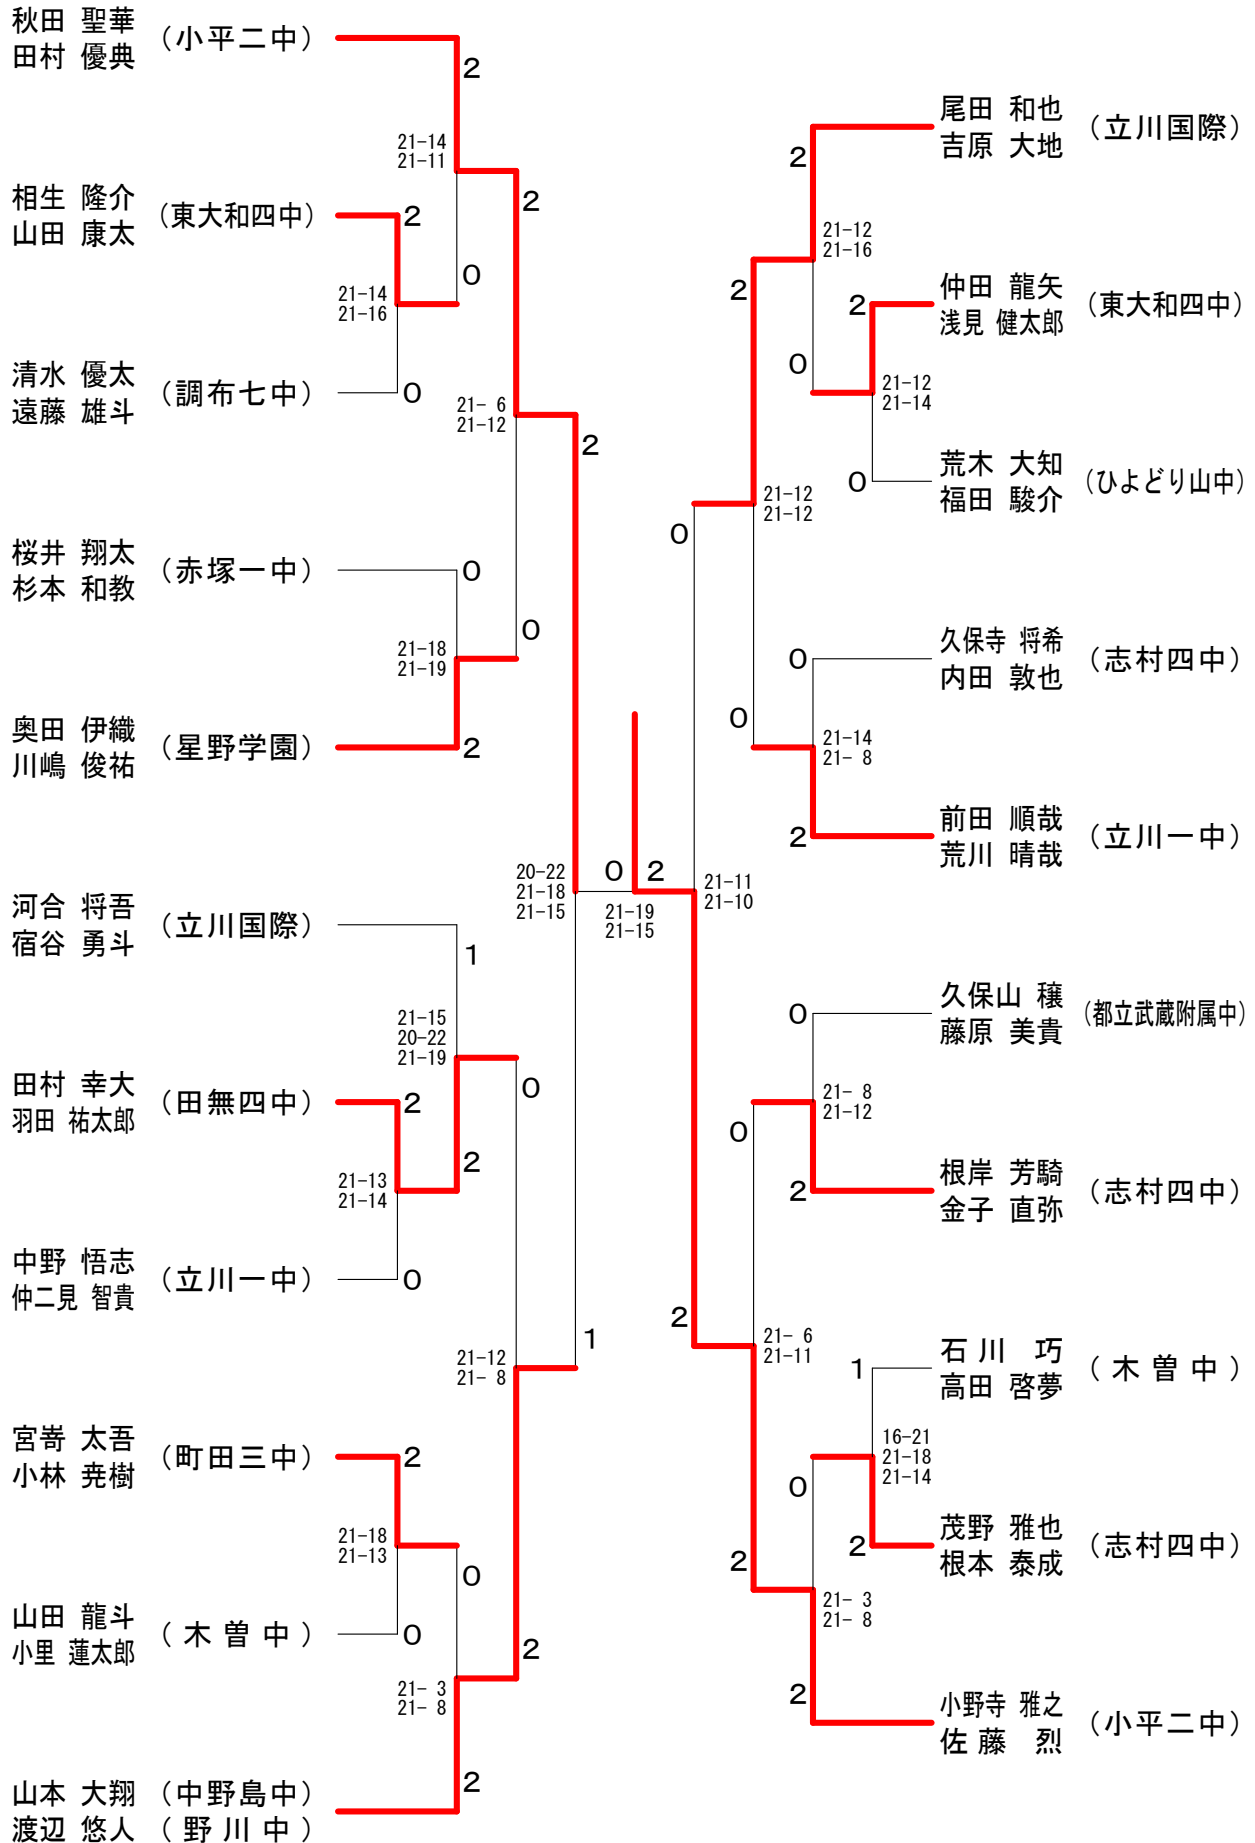 秋田 聖華
田村 優典
(小平二中)
2
21-14
21-11
相生 隆介
山田 康太
(東大和四中)
2
2
0
21-14
21-16
清水 優太
遠藤 雄斗
(調布七中)
0
21- 6
21-12
2
桜井 翔太
杉本 和教
(赤塚一中)
0
0
21-18
21-19
奥田 伊織
川嶋 俊祐
(星野学園)
2
20-22
21-18
21-15
0
2
21-19
21-15
河合 将吾
宿谷 勇斗
(立川国際)
1
21-15
20-22
21-19
0
田村 幸大
羽田 祐太郎
(田無四中)
2
2
21-13
21-14
中野 悟志
仲二見 智貴
(立川一中)
0
21-12
21- 8
1
宮嵜 太吾
小林 尭樹
(町田三中)
2
21-18
21-13
0
山田 龍斗
小里 蓮太郎
(木曽中)
0
2
21- 3
21- 8
山本 大翔
渡辺 悠人
(中野島中)
(野川中)
2
尾田 和也
吉原 大地
(立川国際)
2
21-12
21-16
2
仲田 龍矢
浅見 健太郎
(東大和四中)
2
0
21-12
21-14
荒木 大知
福田 駿介
(ひよどり山中)
0
21-12
21-12
0
久保寺 将希
内田 敦也
(志村四中)
0
0
21-14
21- 8
前田 順哉
荒川 晴哉
(立川一中)
2
21-11
21-10
久保山 穣
藤原 美貴
(都立武蔵附属中)
0
21- 8
21-12
0
根岸 芳騎
金子 直弥
(志村四中)
2
2
21- 6
21-11
石川 巧
高田 啓夢
(木曽中)
1
16-21
21-18
21-14
0
茂野 雅也
根本 泰成
(志村四中)
2
2
21- 3
21- 8
小野寺 雅之
佐藤 烈
(小平二中)
2